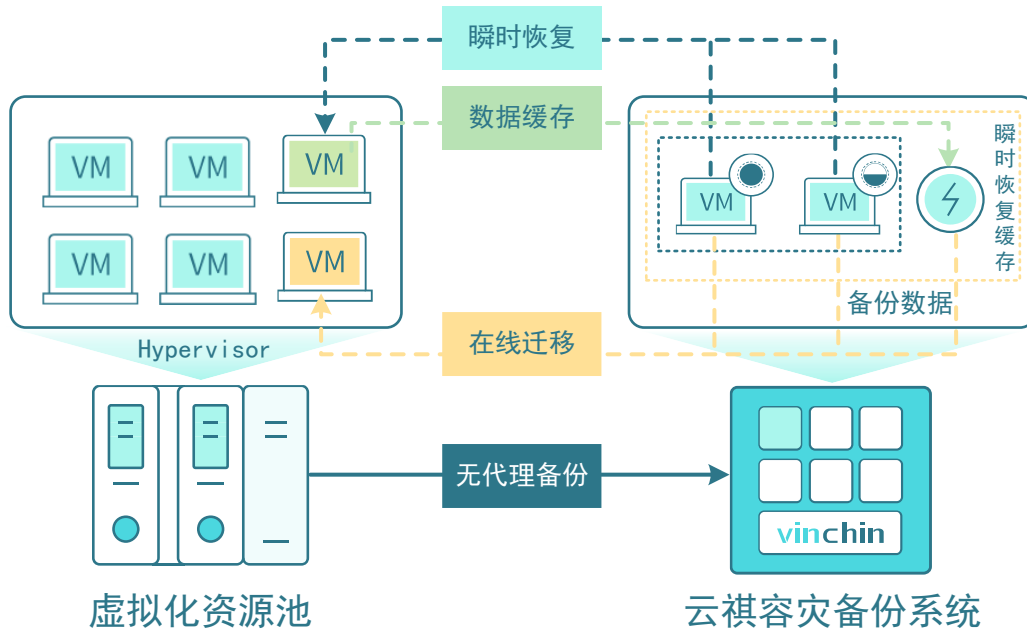 瞬时恢复
数据缓存
VM
VM
VM
VM
VM
VM
VM
VM
瞬时恢复缓存
备份数据
Hypervisor
在线迁移
无代理备份
vinchin
虚拟化资源池
云祺容灾备份系统